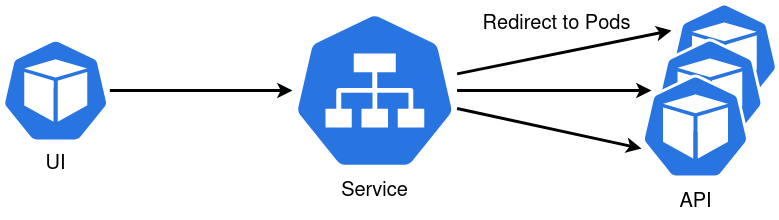 Redirect to Pods
UI
Service
API